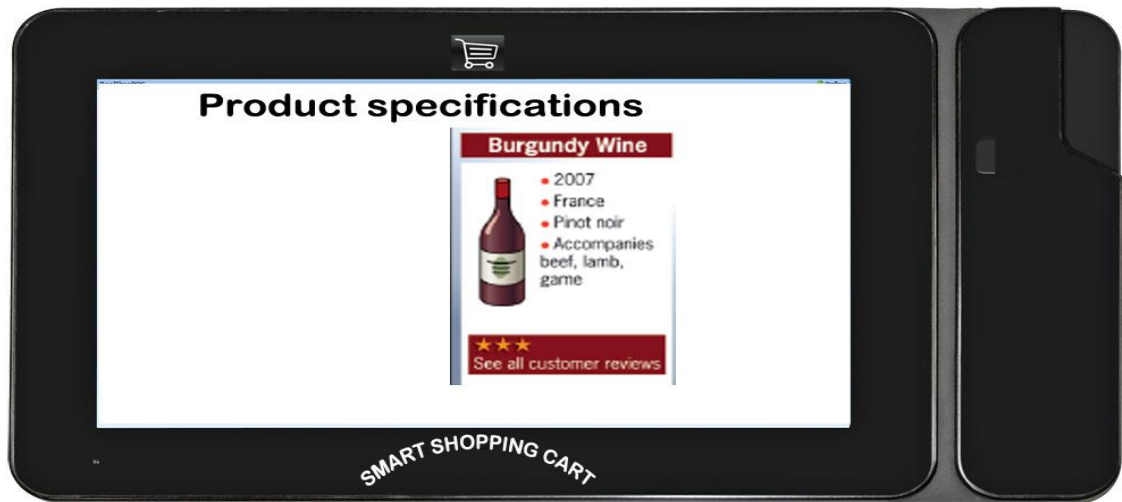 Product specifications
Burgundy Wine
• 2007
• France
• Pinot noir
• Accompanies
beef, lamb,
game
See all customer reviews
SMART SHOPPING CART